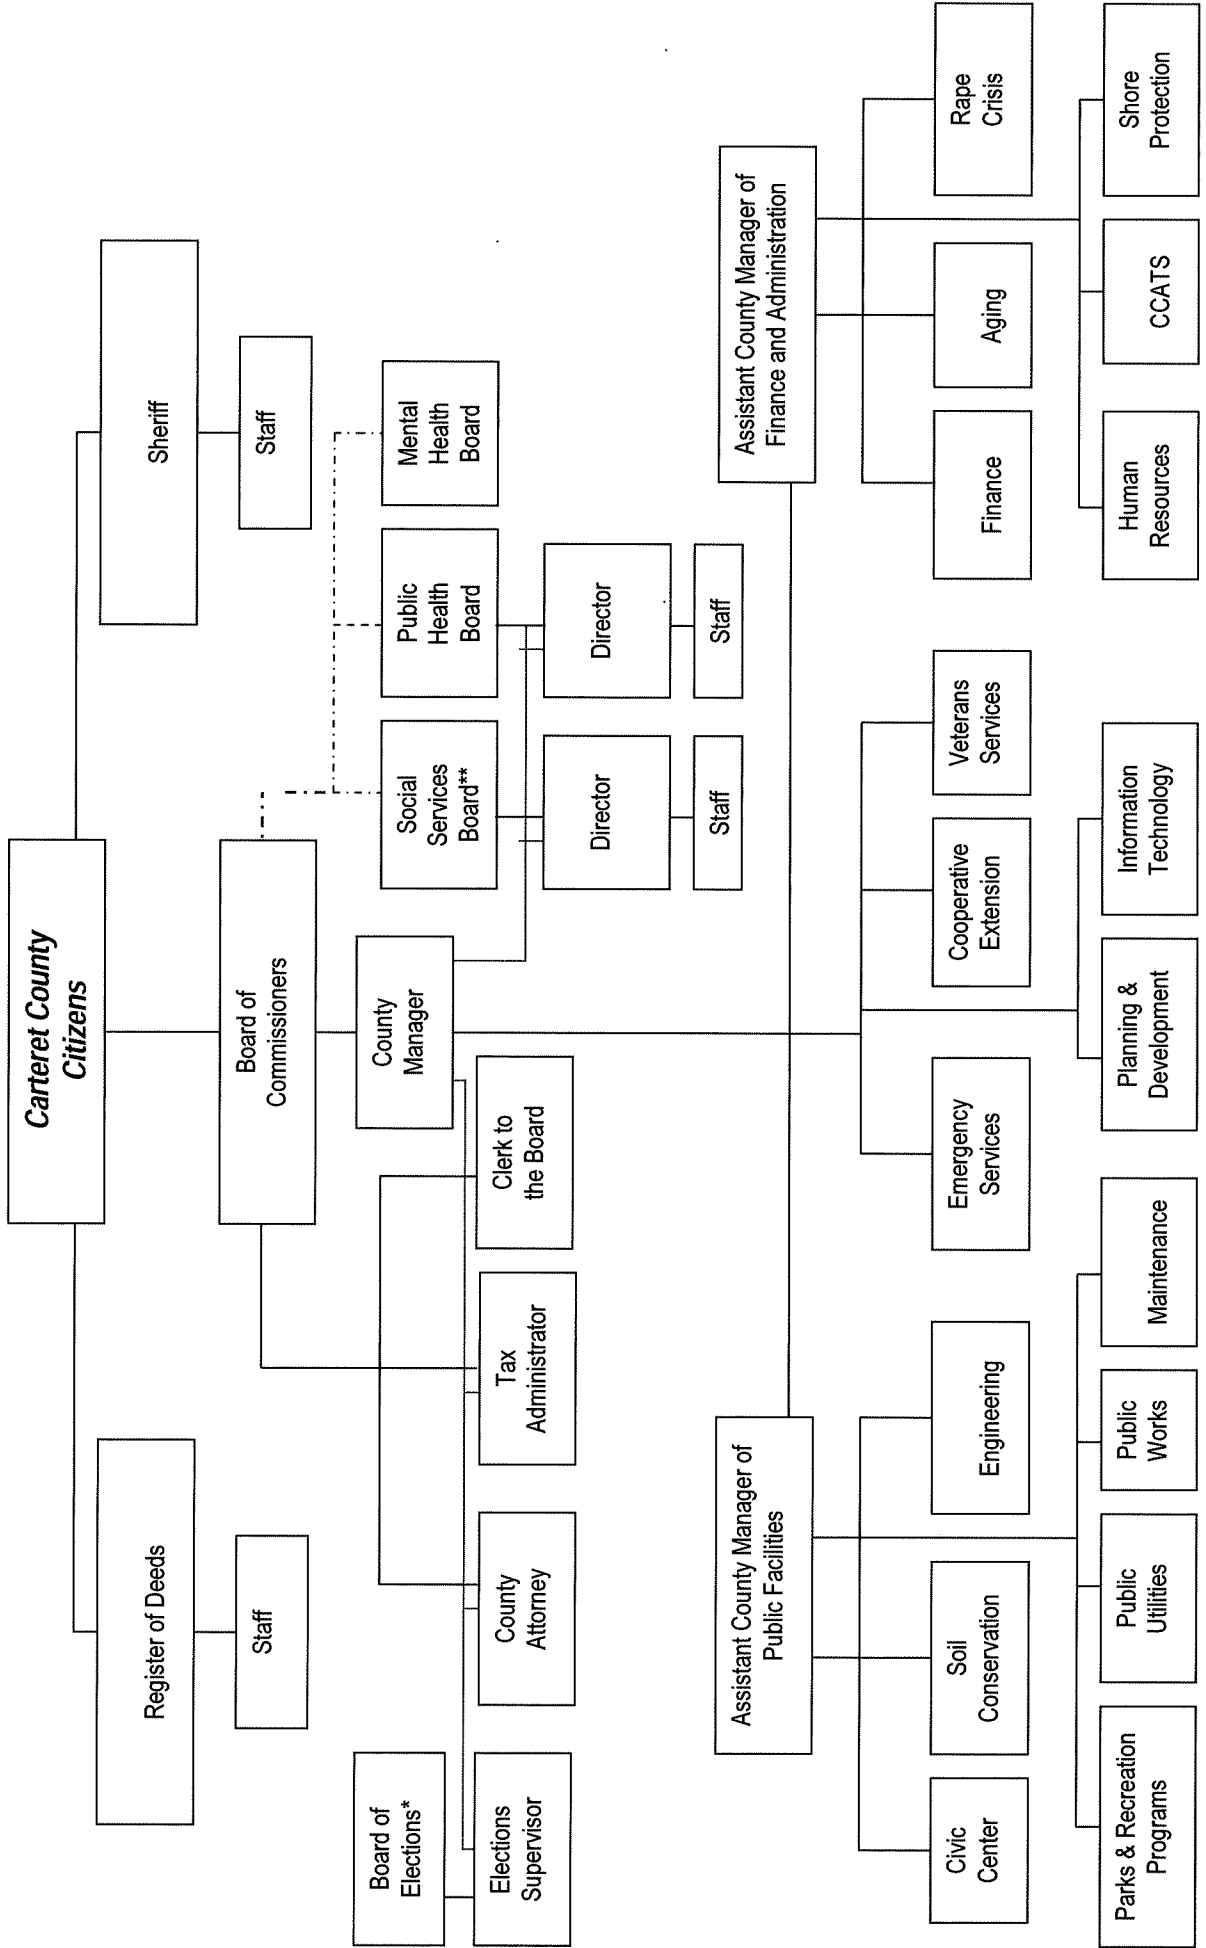 Carteret County
Citizens
Register of Deeds
Staff
Sheriff
Staff
Board of
Commissioners
County
Manager
Social
Services
Board**
Public
Health
Board
Mental
Health
Board
Director
Staff
Director
Staff
Board of
Elections*
Elections
Supervisor
County
Attorney
Tax
Administrator
Clerk to
the Board
Assistant County Manager of
Public Facilities
Assistant County Manager of
Finance and Administration
Civic
Center
Soil
Conservation
Engineering
Emergency
Services
Cooperative
Extension
Veterans
Services
Finance
Aging
Rape
Crisis
Parks & Recreation
Programs
Public
Utilities
Public
Works
Maintenance
Planning &
Development
Information
Technology
Human
Resources
CCATS
Shore
Protection